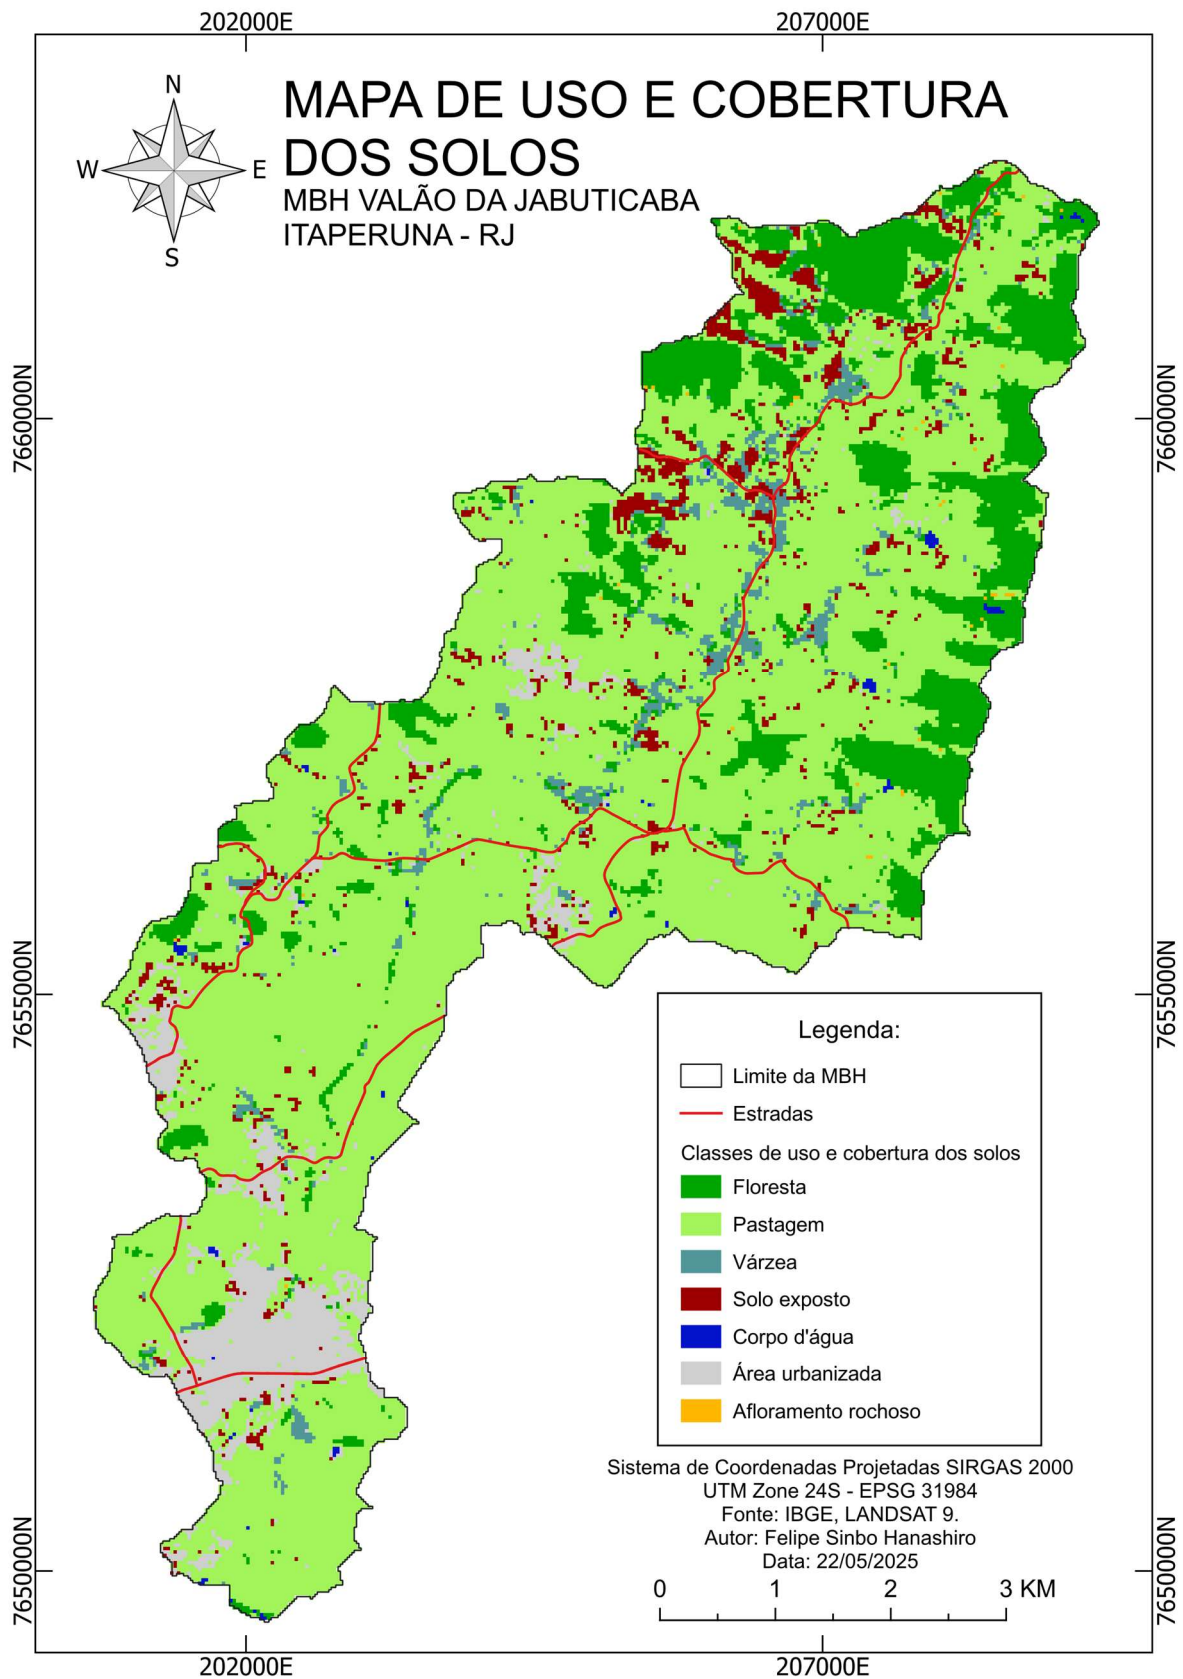 202000E
207000E
N
W
E
S
MAPA DE USO E COBERTURA
DOS SOLOS
MBH VALÃO DA JABUTICABA
ITAPERUNA - RJ
7660000N
7660000N
7655000N
7655000N
Legenda:
Limite da MBH
Estradas
Classes de uso e cobertura dos solos
Floresta
Pastagem
Várzea
Solo exposto
Corpo d'água
Área urbanizada
Afloramento rochoso
Sistema de Coordenadas Projetadas SIRGAS 2000
UTM Zone 24S - EPSG 31984
Fonte: IBGE, LANDSAT 9.
Autor: Felipe Sinbo Hanashiro
Data: 22/05/2025
7650000N
7650000N
0 1 2 3 KM
202000E
207000E